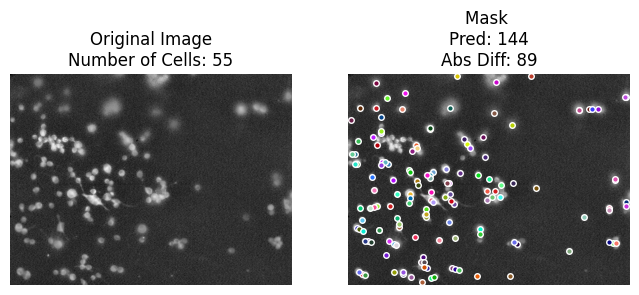 Original Image
Number of Cells: 55
Mask
Pred: 144
Abs Diff: 89